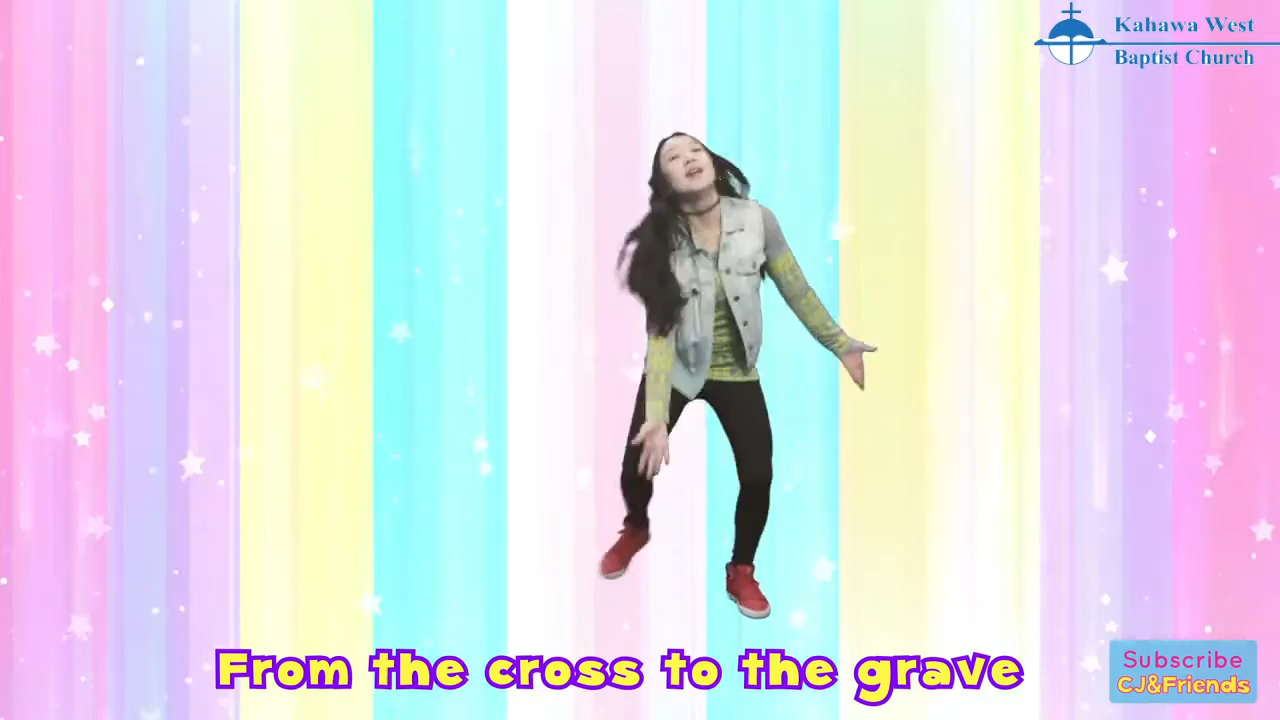 Kahawa West
Baptist Church
From the cross to the grave
Subscribe
CJ&Friends